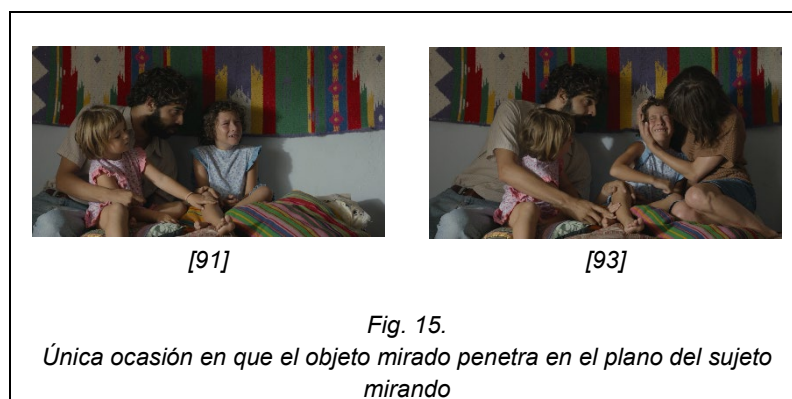 [91] [93]
Fig. 15.
Única ocasión en que el objeto mirado penetra en el plano del sujeto
mirando